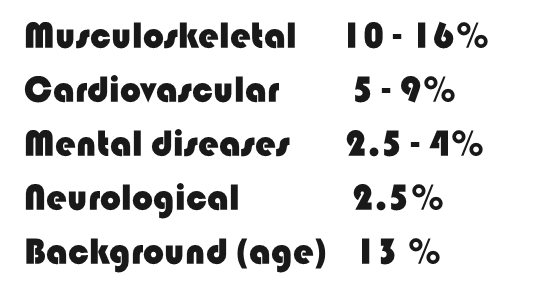 Musculoskeletal 10 - 16%
Cardiovascular 5 - 9%
Mental diseases 2.5 - 4%
Neurological 2.5%
Background (age) 13 %